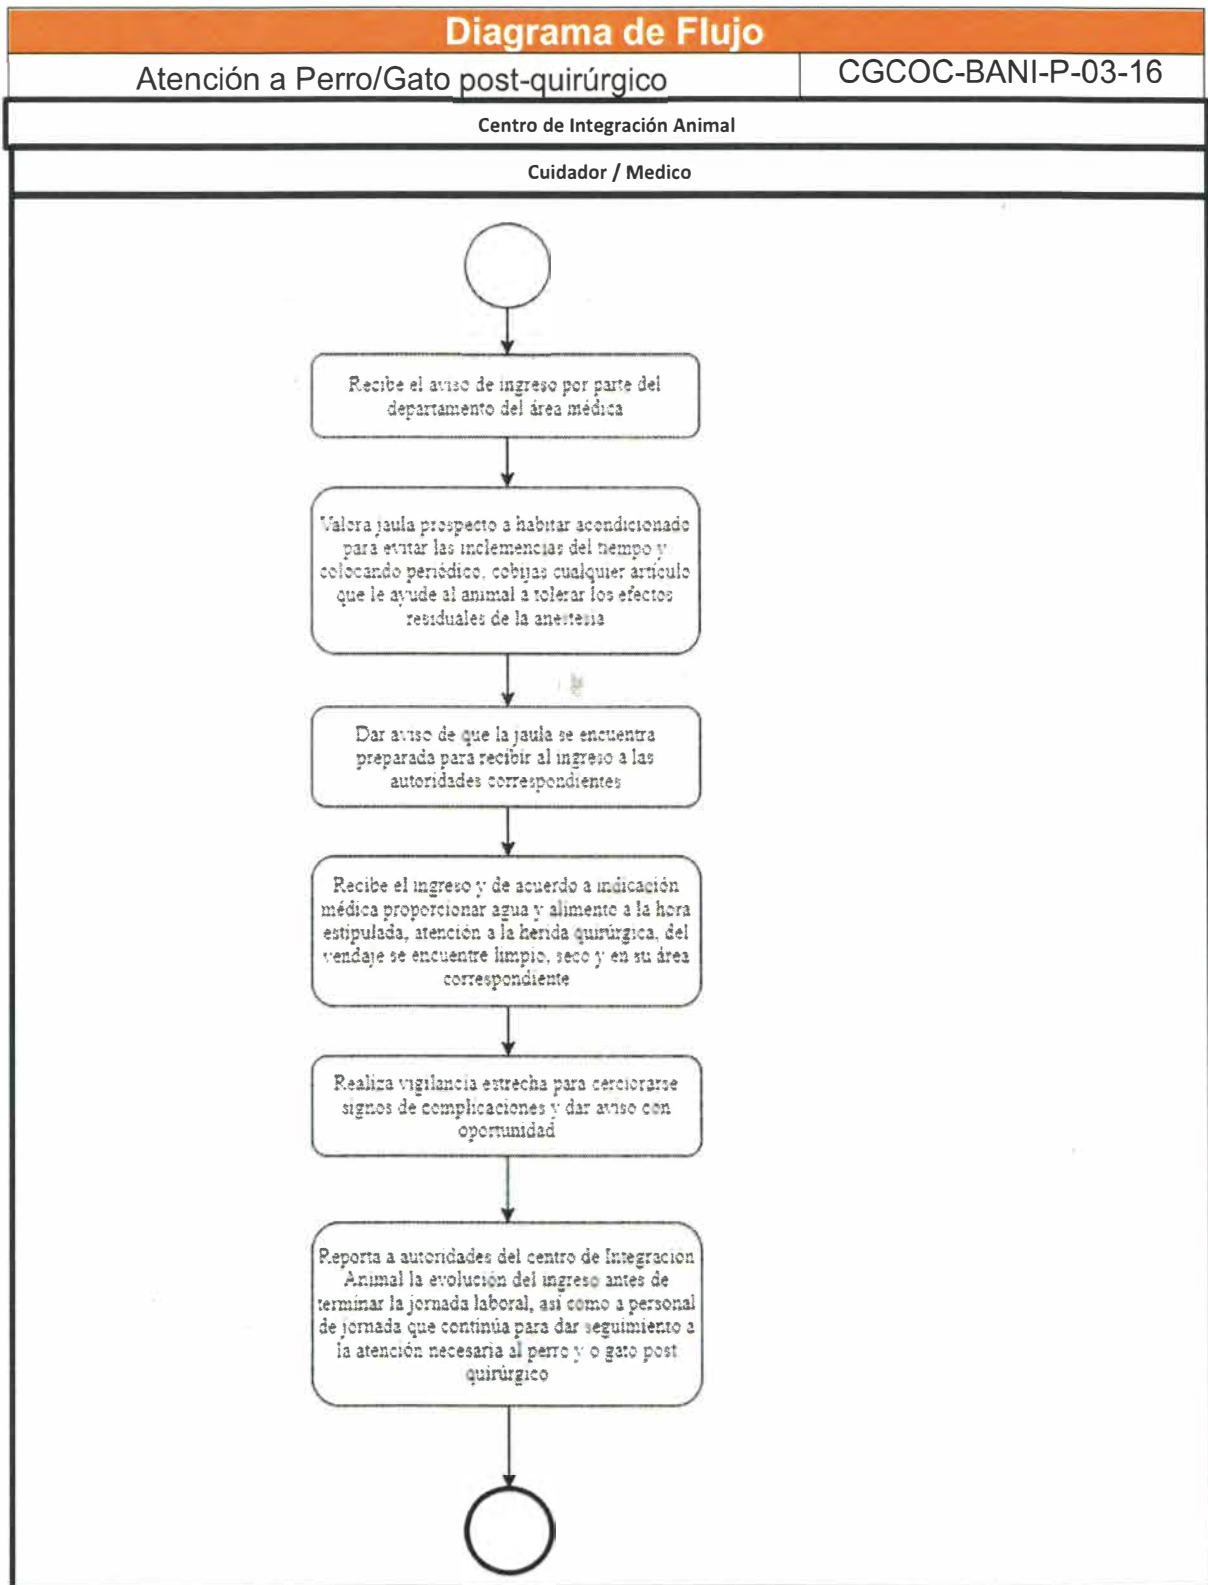 Diagrama de Flujo
Atención a Perro/Gato post-quirúrgico
CGCOC-BANI-P-03-16
Centro de Integración Animal
Cuidador / Medico
Recibe el aviso de ingreso por parte del
departamento del área médica
Valora jaula prospecto a habitar acondicionado
para evitar las inclemencias del tiempo y
colocando periódico, cobijas cualquier artículo
que le ayude al animal a tolerar los efectos
residuales de la anestesia
Dar aviso de que la jaula se encuentra
preparada para recibir al ingreso a las
autoridades correspondientes
Recibe el ingreso y de acuerdo a indicación
médica proporcionar agua y alimento a la hora
estipulada, atención a la herida quirúrgica, del
vendaje se encuentre limpio, seco y en su área
correspondiente
Realiza vigilancia estrecha para cerciorarse
signos de complicaciones y dar aviso con
oportunidad
Reporta a autoridades del centro de Integración
Animal la evolución del ingreso antes de
terminar la jornada laboral, así como a personal
de jornada que continúa para dar seguimiento a
la atención necesaria al perro y o gato post
quirúrgico